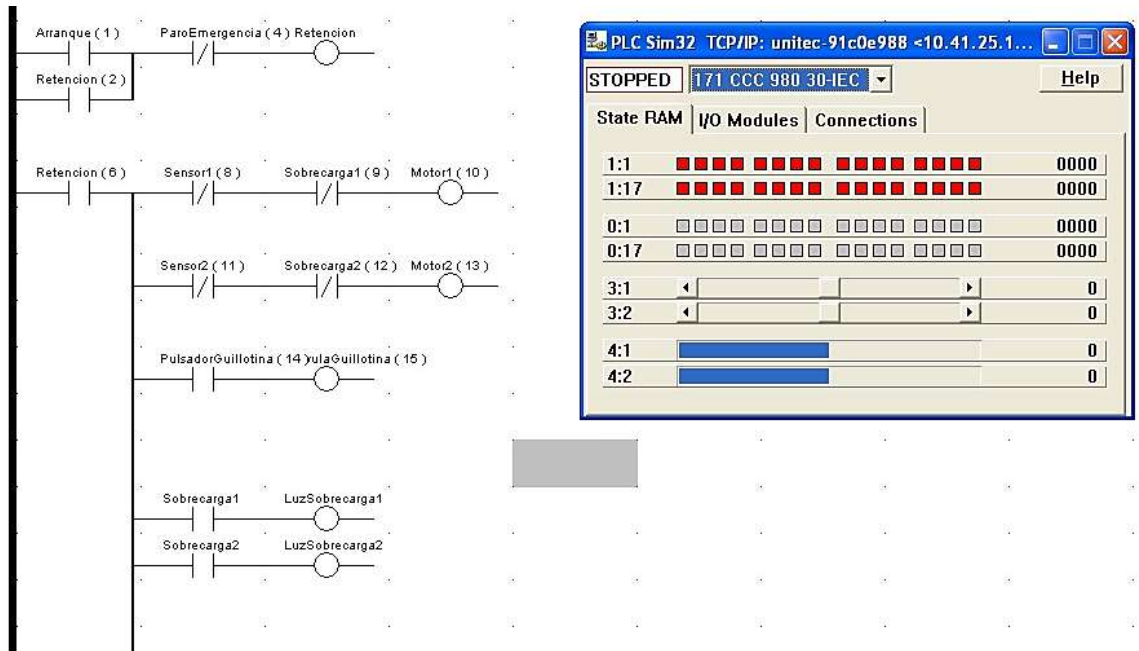 Arranque ( 1 ) ParoEmergencia ( 4 ) Retencion
Retencion ( 2 )
Retencion ( 6 ) Sensor1 ( 8 ) Sobrecarga1 ( 9 ) Motor1 ( 10 )
Sensor2 ( 11 ) Sobrecarga2 ( 12 ) Motor2 ( 13 )
PulsadorGuillotina ( 14 )vulaGuillotina ( 15 )
Sobrecarga1 LuzSobrecarga1
Sobrecarga2 LuzSobrecarga2
PLC Sim32 TCP/IP: unitec-91c0e988 <10.41.25.1...
STOPPED 171 CCC 980 30-IEC Help
State RAM I/O Modules Connections
1:1 0000
1:17 0000
0:1 0000
0:17 0000
3:1 0
3:2 0
4:1 0
4:2 0